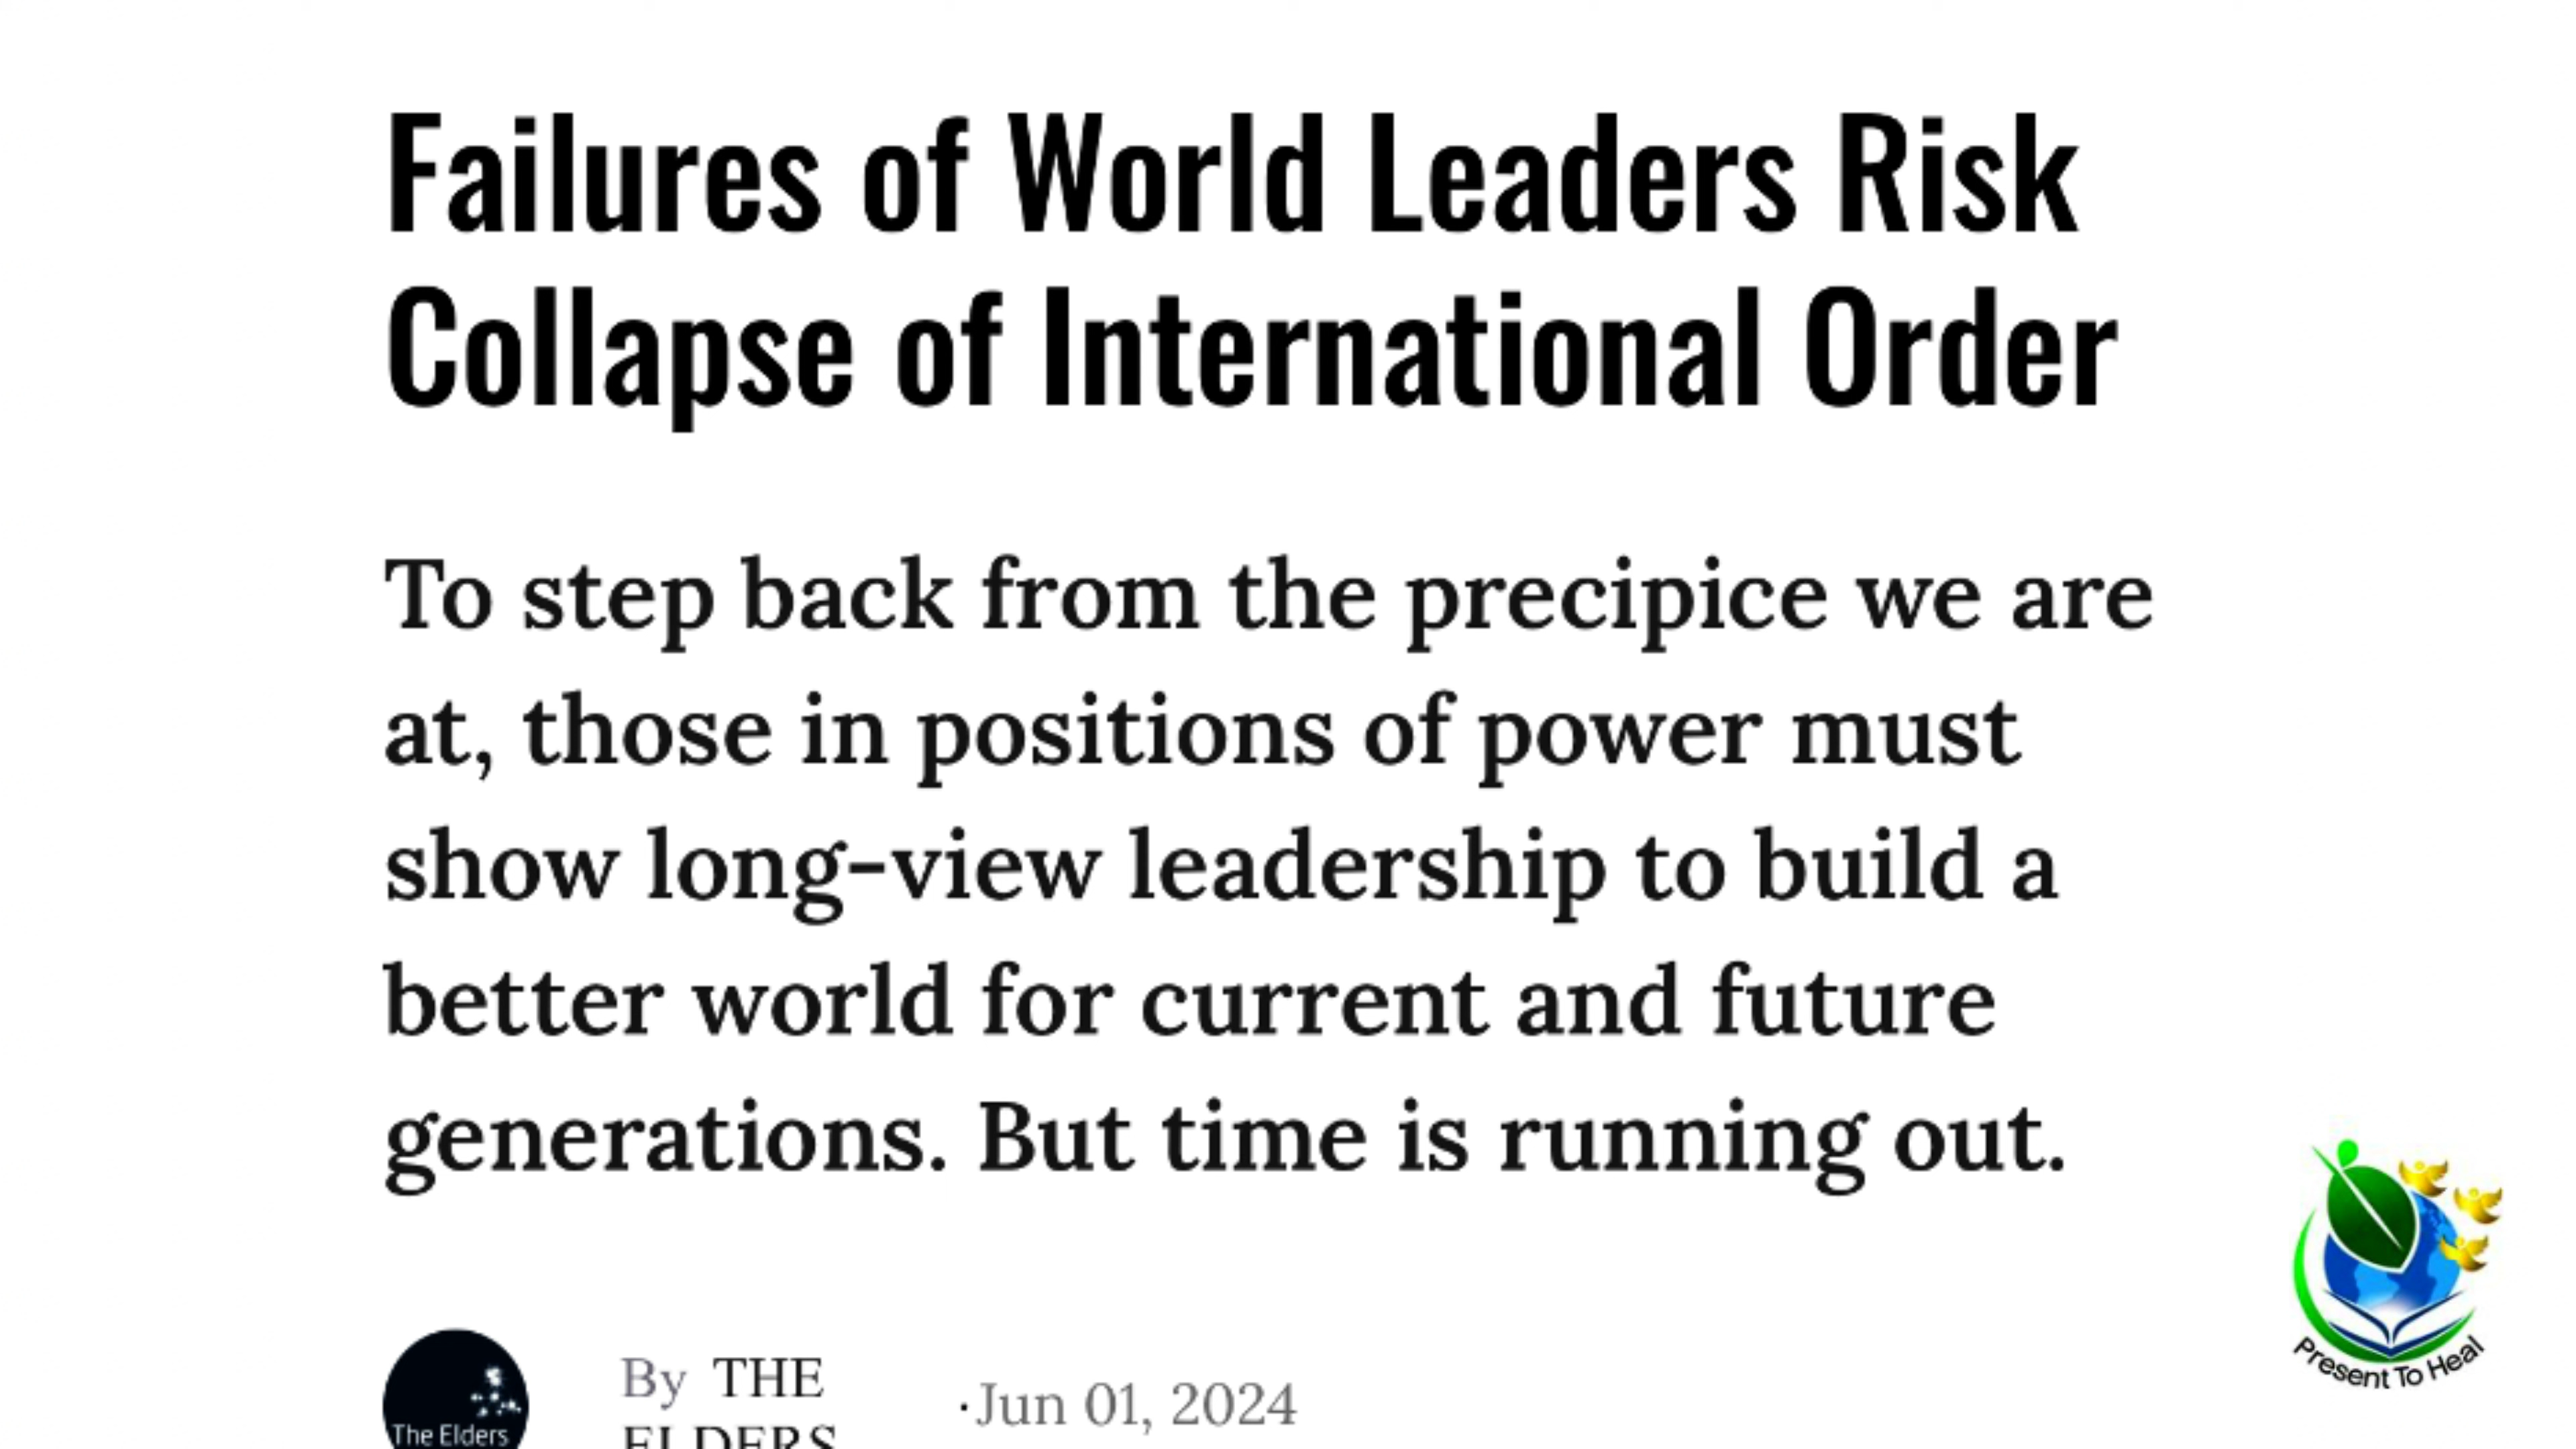 Failures of World Leaders Risk
Collapse of International Order
To step back from the precipice we are
at, those in positions of power must
show long-view leadership to build a
better world for current and future
generations. But time is running out.
The Elders
By THE
ELDERS
·Jun 01, 2024
Present To Heal